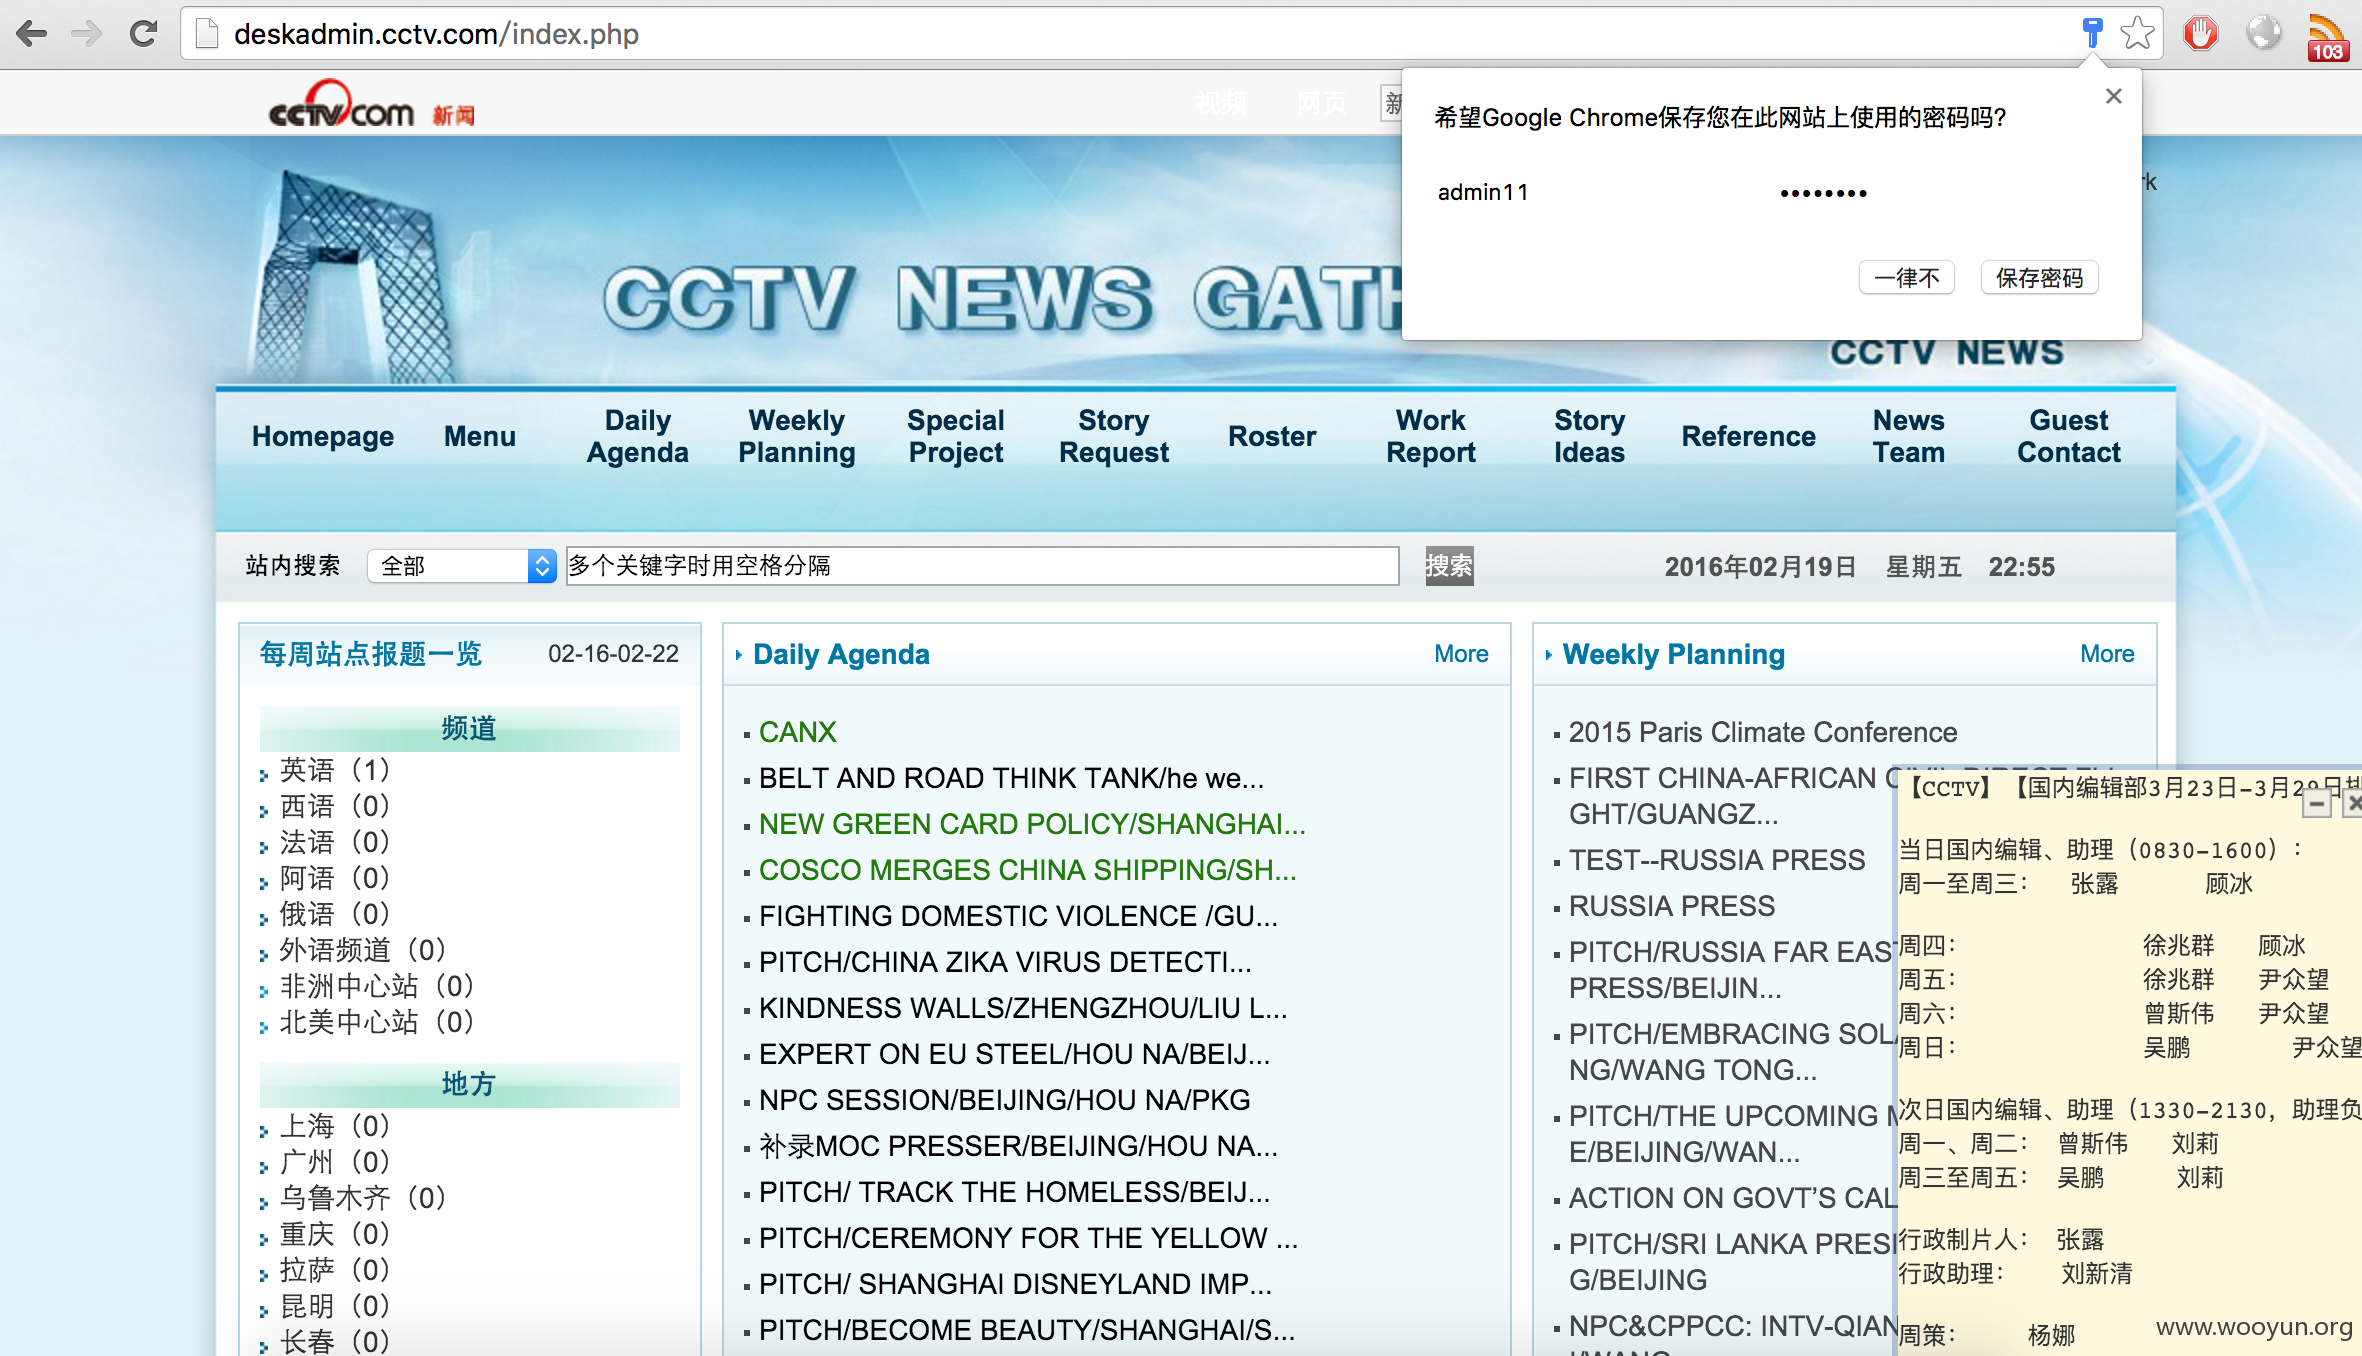 deskadmin.cctv.com/index.php
103
cctv.com 新闻
视频 网页 新
希望Google Chrome保存您在此网站上使用的密码吗?
admin11 ••••••••
一律不 保存密码
rk
CCTV NEWS GATH
CCTV NEWS
Homepage
Menu
Daily Agenda
Weekly Planning
Special Project
Story Request
Roster
Work Report
Story Ideas
Reference
News Team
Guest Contact
站内搜索 全部 多个关键字时用空格分隔 搜索 2016年02月19日 星期五 22:55
每周站点报题一览 02-16-02-22
频道
英语（1）
西语（0）
法语（0）
阿语（0）
俄语（0）
外语频道（0）
非洲中心站（0）
北美中心站（0）
地方
上海（0）
广州（0）
乌鲁木齐（0）
重庆（0）
拉萨（0）
昆明（0）
长春（0）
Daily Agenda More
CANX
BELT AND ROAD THINK TANK/he we...
NEW GREEN CARD POLICY/SHANGHAI...
COSCO MERGES CHINA SHIPPING/SH...
FIGHTING DOMESTIC VIOLENCE /GU...
PITCH/CHINA ZIKA VIRUS DETECTI...
KINDNESS WALLS/ZHENGZHOU/LIU L...
EXPERT ON EU STEEL/HOU NA/BEIJ...
NPC SESSION/BEIJING/HOU NA/PKG
补录MOC PRESSER/BEIJING/HOU NA...
PITCH/ TRACK THE HOMELESS/BEIJ...
PITCH/CEREMONY FOR THE YELLOW ...
PITCH/ SHANGHAI DISNEYLAND IMP...
PITCH/BECOME BEAUTY/SHANGHAI/S...
Weekly Planning More
2015 Paris Climate Conference
FIRST CHINA-AFRICAN CIVIL DIRECT FLI
GHT/GUANGZ...
TEST--RUSSIA PRESS
RUSSIA PRESS
PITCH/RUSSIA FAR EAST
PRESS/BEIJIN...
PITCH/EMBRACING SOL
NG/WANG TONG...
PITCH/THE UPCOMING
E/BEIJING/WAN...
ACTION ON GOVT'S CAL
PITCH/SRI LANKA PRESI
G/BEIJING
NPC&CPPCC: INTV-QIAN
【CCTV】【国内编辑部3月23日-3月29日
当日国内编辑、助理（0830-1600）:
周一至周三: 张露 顾冰
周四: 徐兆群 顾冰
周五: 徐兆群 尹众望
周六: 曾斯伟 尹众望
周日: 吴鹏 尹众望
次日国内编辑、助理（1330-2130, 助理负
周一、周二: 曾斯伟 刘莉
周三至周五: 吴鹏 刘莉
行政制片人: 张露
行政助理: 刘新清
周策: 杨娜
www.wooyun.org